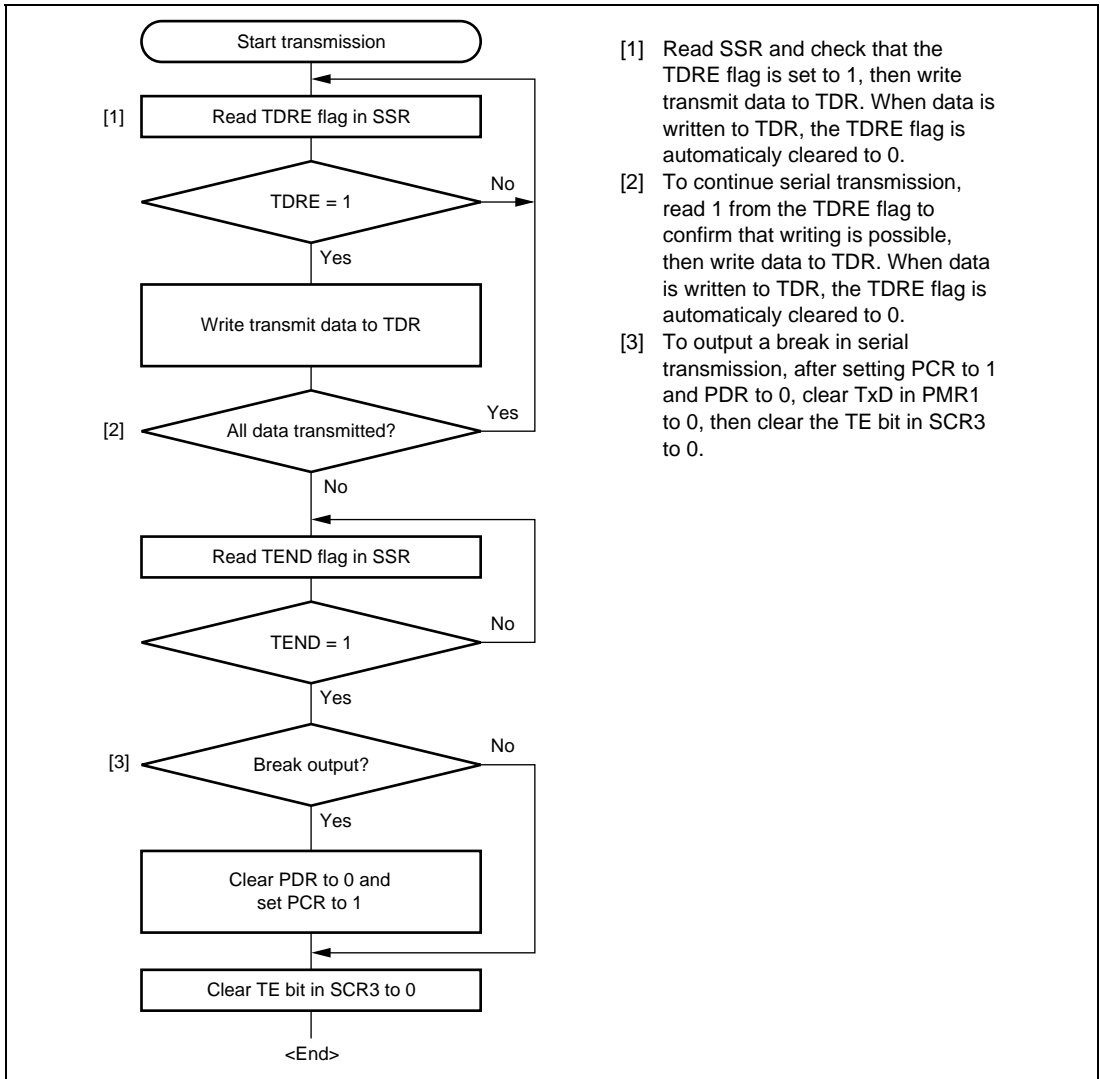 Start transmission
[1] Read TDRE flag in SSR
TDRE = 1
No
Yes
Write transmit data to TDR
[2] All data transmitted?
Yes
No
Read TEND flag in SSR
TEND = 1
No
Yes
[3] Break output?
No
Yes
Clear PDR to 0 and
set PCR to 1
Clear TE bit in SCR3 to 0
<End>
[1] Read SSR and check that the
TDRE flag is set to 1, then write
transmit data to TDR. When data is
written to TDR, the TDRE flag is
automaticaly cleared to 0.
[2] To continue serial transmission,
read 1 from the TDRE flag to
confirm that writing is possible,
then write data to TDR. When data
is written to TDR, the TDRE flag is
automaticaly cleared to 0.
[3] To output a break in serial
transmission, after setting PCR to 1
and PDR to 0, clear TxD in PMR1
to 0, then clear the TE bit in SCR3
to 0.